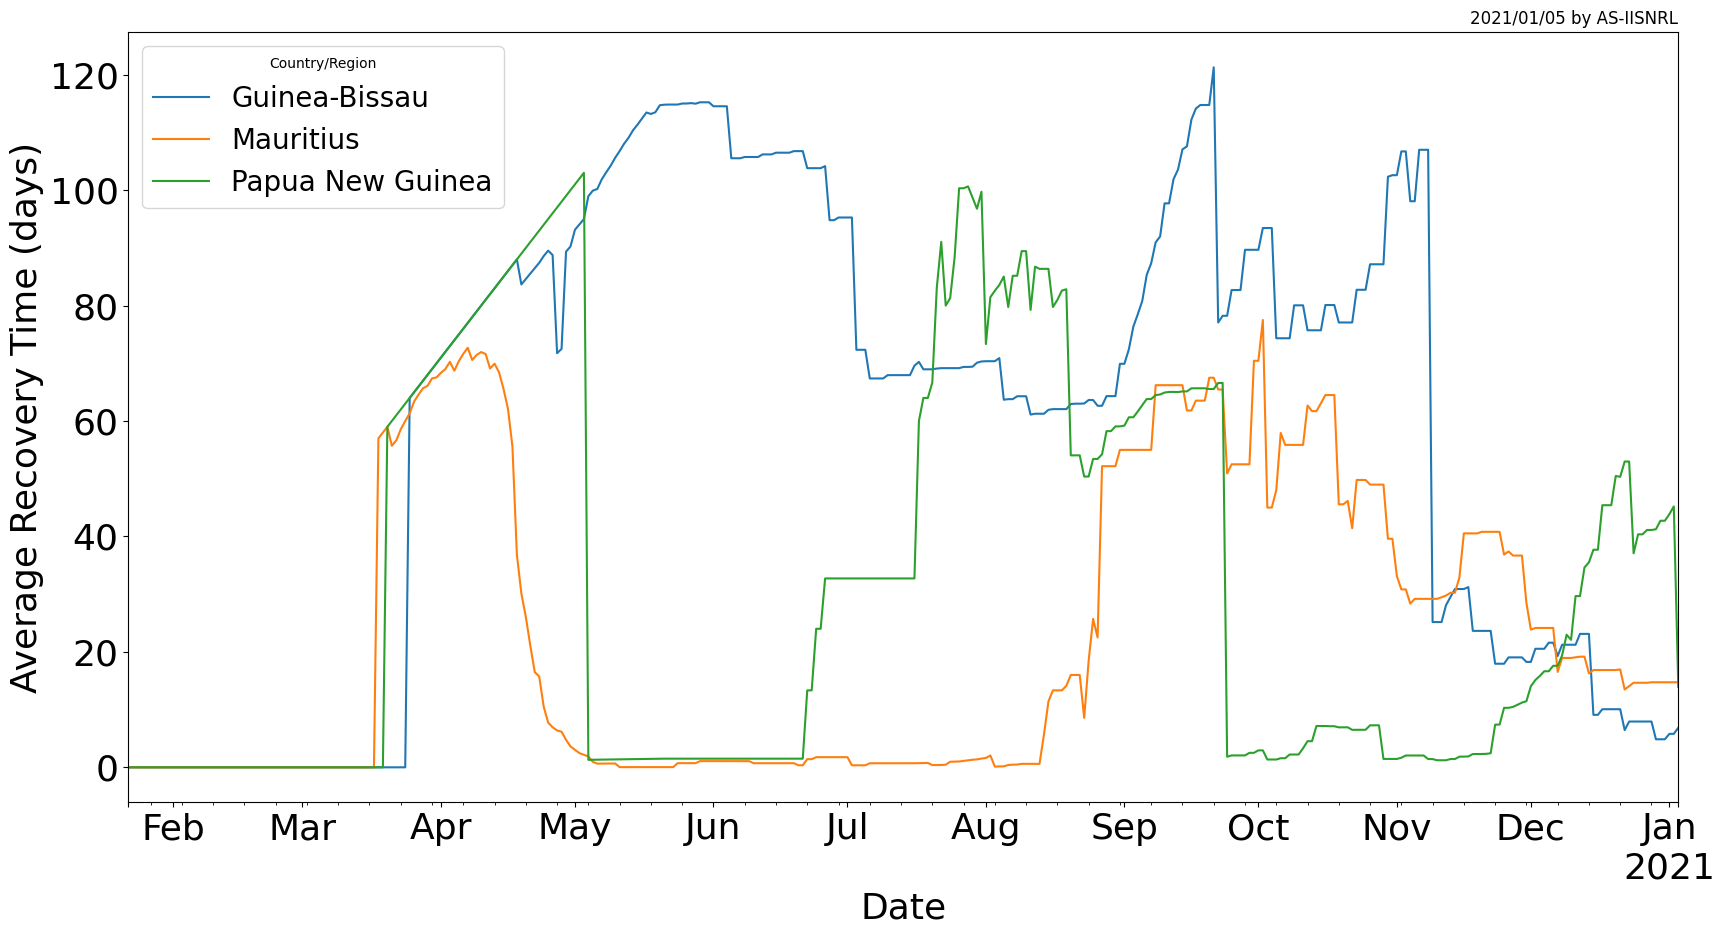 2021/01/05 by AS-IISNRL
Country/Region
Guinea-Bissau
Mauritius
Papua New Guinea
Average Recovery Time (days)
120
100
80
60
40
20
0
Feb Mar Apr May Jun Jul Aug Sep Oct Nov Dec Jan
2021
Date